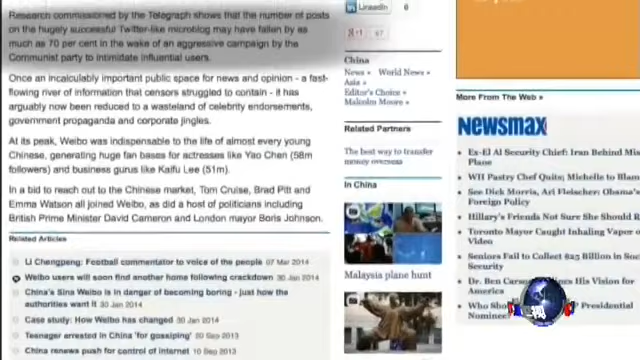 Research commissioned by the Telegraph shows that the number of posts
on the hugely successful Twitter-like microblog may have fallen by as
much as 70 per cent in the wake of an aggressive campaign by the
Communist party to intimidate influential users.
Once an incalculably important public space for news and opinion - a fast-
flowing river of information that censors struggled to contain - it has
arguably now been reduced to a wasteland of celebrity endorsements,
government propaganda and corporate jingles.
At its peak, Weibo was indispensable to the life of almost every young
Chinese, generating huge fan bases for actresses like Yao Chen (58m
followers) and business gurus like Kaifu Lee (51m).
In a bid to reach out to the Chinese market, Tom Cruise, Brad Pitt and
Emma Watson all joined Weibo, as did a host of politicians including
British Prime Minister David Cameron and London mayor Boris Johnson.
Related Articles
Li Chengpeng: Football commentator to voice of the people 07 Mar 2014
Weibo users will soon find another home following crackdown 30 Jan 2014
China's Sina Weibo is in danger of becoming boring - just how the
authorities want it 30 Jan 2014
Case study: How Weibo has changed 30 Jan 2014
Teenager arrested in China 'for gossiping' 20 Sep 2013
China renews push for control of internet 10 Sep 2013
LinkedIn 6
+1
China
News » World News »
Asia »
Editor's Choice »
Malcolm Moore »
Related Partners
The best way to transfer
money overseas
In China
Malaysia plane hunt
More From The Web »
Newsmax
Ex-El Al Security Chief: Iran Behind Mis
Plane
WH Pastry Chef Quits; Michelle to Blam
See Dick Morris, Ari Fleischer: Obama's
Foreign Policy
Hillary's Friends Not Sure She Should R
Toronto Mayor Caught Inhaling Vapor o
Video
Seniors Fail to Collect $25 Billion in Soc
Security
Dr. Ben Carson His Vision for
America
Who Sho Presidential
Nominee